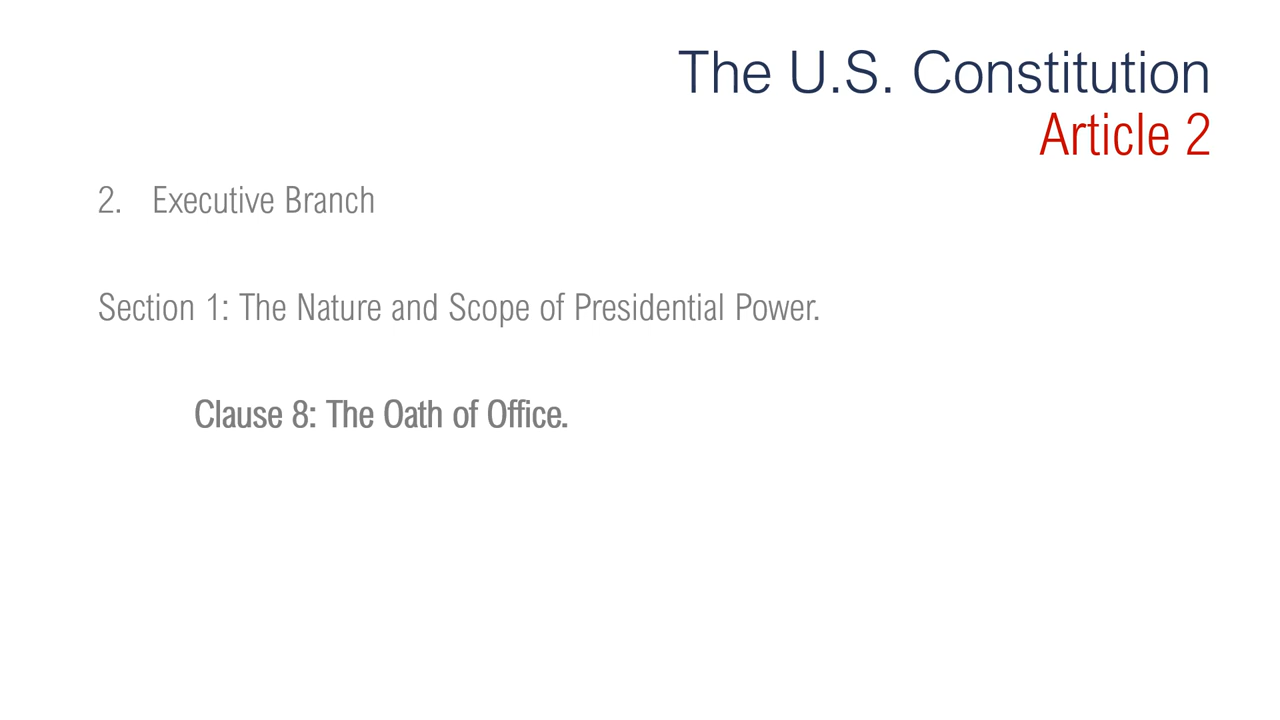 The U.S. Constitution
Article 2
2. Executive Branch
Section 1: The Nature and Scope of Presidential Power.
Clause 8: The Oath of Office.